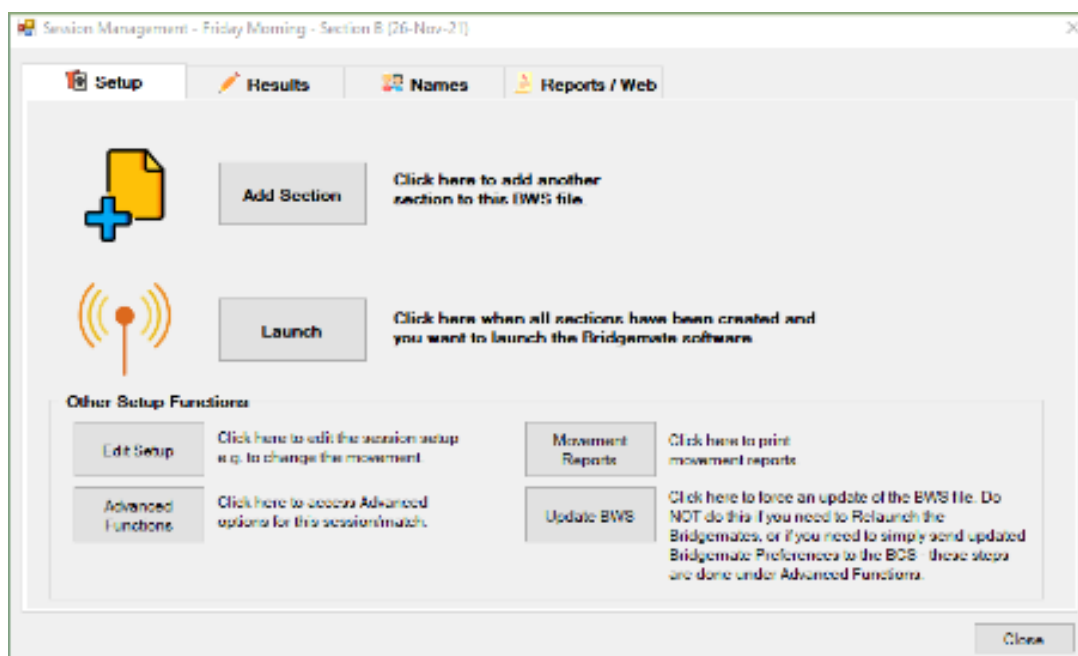 Session Management - Friday Morning - Section B (26-Nov-21)
Setup
Results
Names
Reports / Web
Add Section
Click here to add another
section to this BWS file.
Launch
Click here when all sections have been created and
you want to launch the Bridgemate software
Other Setup Functions
Edit Setup
Click here to edit the session setup
e.g. to change the movement.
Movement
Reports
Click here to print
movement reports
Advanced
Functions
Click here to access Advanced
options for this session/match.
Update BWS
Click here to force an update of the BWS file. Do
NOT do this if you need to Relaunch the
Bridgemates, or if you need to simply send updated
Bridgemate Preferences to the BCS - these steps
are done under Advanced Functions.
Close